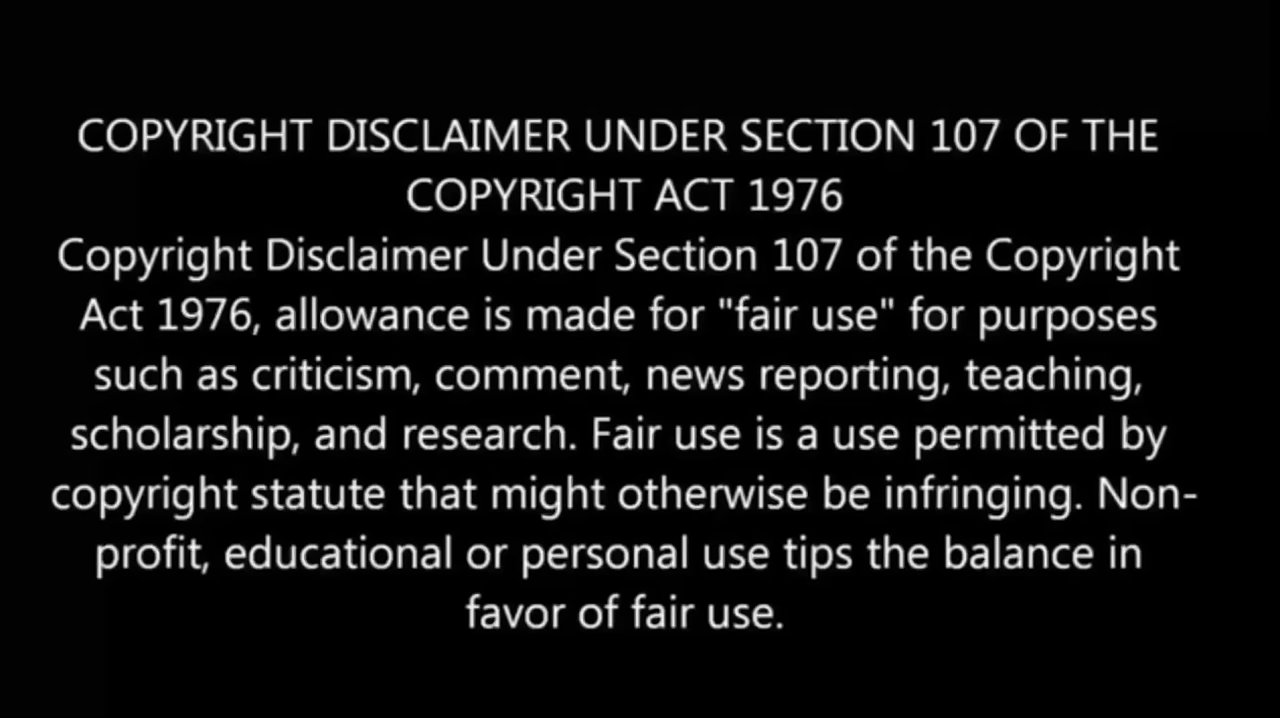 COPYRIGHT DISCLAIMER UNDER SECTION 107 OF THE
COPYRIGHT ACT 1976
Copyright Disclaimer Under Section 107 of the Copyright
Act 1976, allowance is made for "fair use" for purposes
such as criticism, comment, news reporting, teaching,
scholarship, and research. Fair use is a use permitted by
copyright statute that might otherwise be infringing. Non-
profit, educational or personal use tips the balance in
favor of fair use.